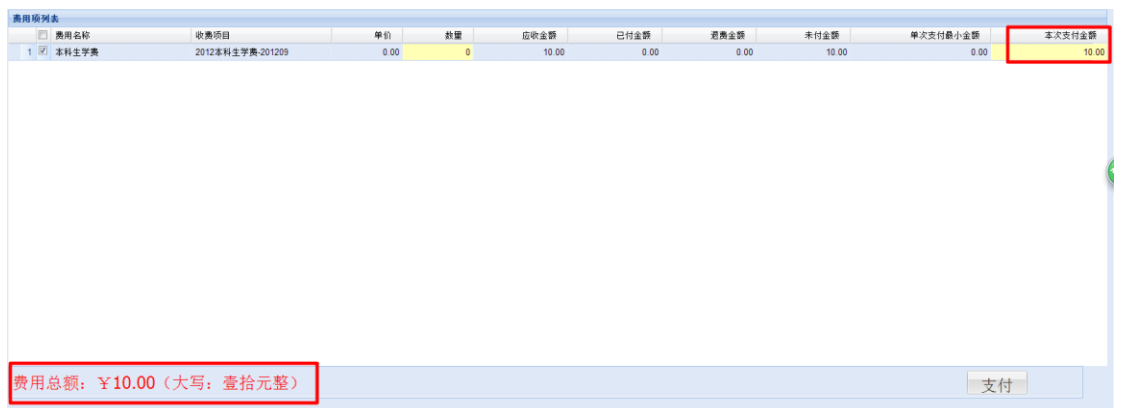 费用项列表
费用名称 收费项目 单价 数量 应收金额 已付金额 退费金额 未付金额 单次支付最小金额 本次支付金额
1 本科生学费 2012本科生学费-201209 0.00 0 10.00 0.00 0.00 10.00 0.00 10.00
费用总额：￥10.00（大写：壹拾元整） 支付